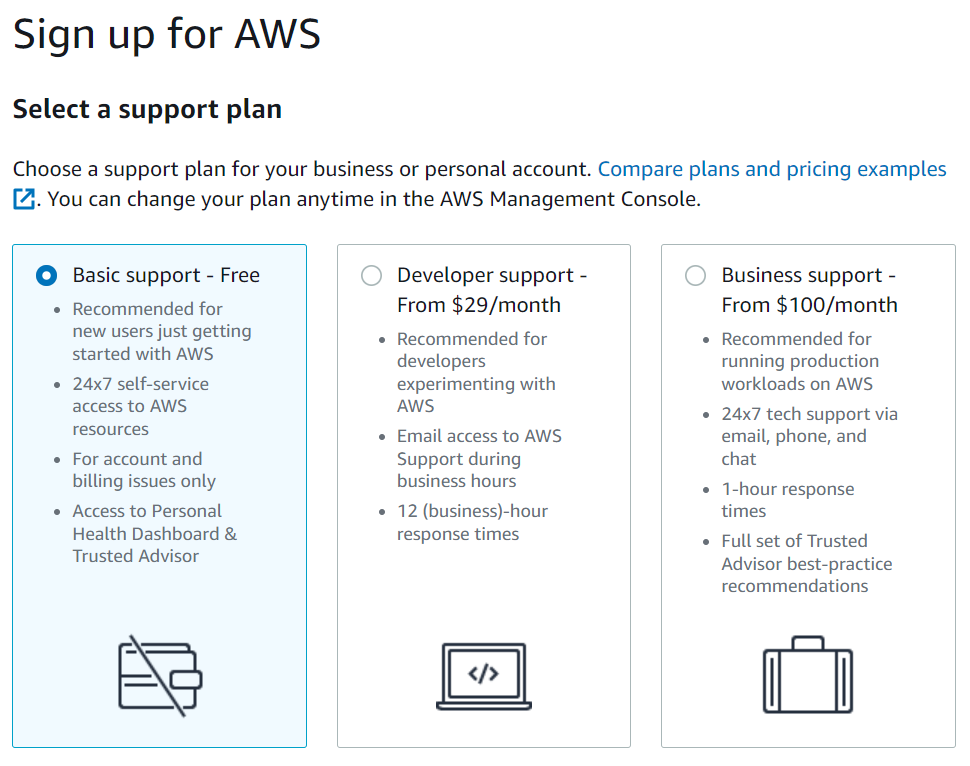 Sign up for AWS
Select a support plan
Choose a support plan for your business or personal account. Compare plans and pricing examples
. You can change your plan anytime in the AWS Management Console.
Basic support - Free
• Recommended for
new users just getting
started with AWS
• 24x7 self-service
access to AWS
resources
• For account and
billing issues only
• Access to Personal
Health Dashboard &
Trusted Advisor
Developer support -
From $29/month
• Recommended for
developers
experimenting with
AWS
• Email access to AWS
Support during
business hours
• 12 (business)-hour
response times
</>
Business support -
From $100/month
• Recommended for
running production
workloads on AWS
• 24x7 tech support via
email, phone, and
chat
• 1-hour response
times
• Full set of Trusted
Advisor best-practice
recommendations